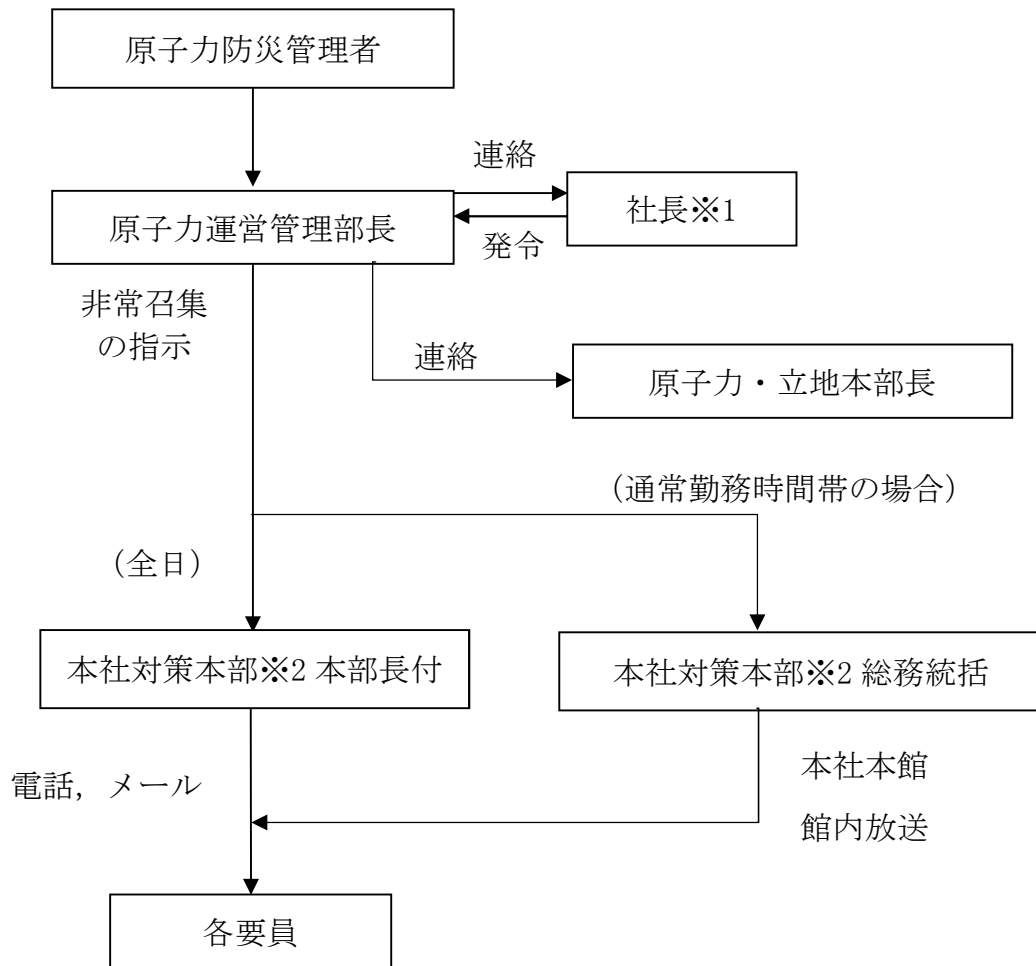 原子力防災管理者
連絡
原子力運営管理部長
社長※1
発令
非常召集
の指示
連絡
原子力・立地本部長
（通常勤務時間帯の場合）
（全日）
本社対策本部※2 本部長付
本社対策本部※2 総務統括
電話，メール
本社本館
館内放送
各要員